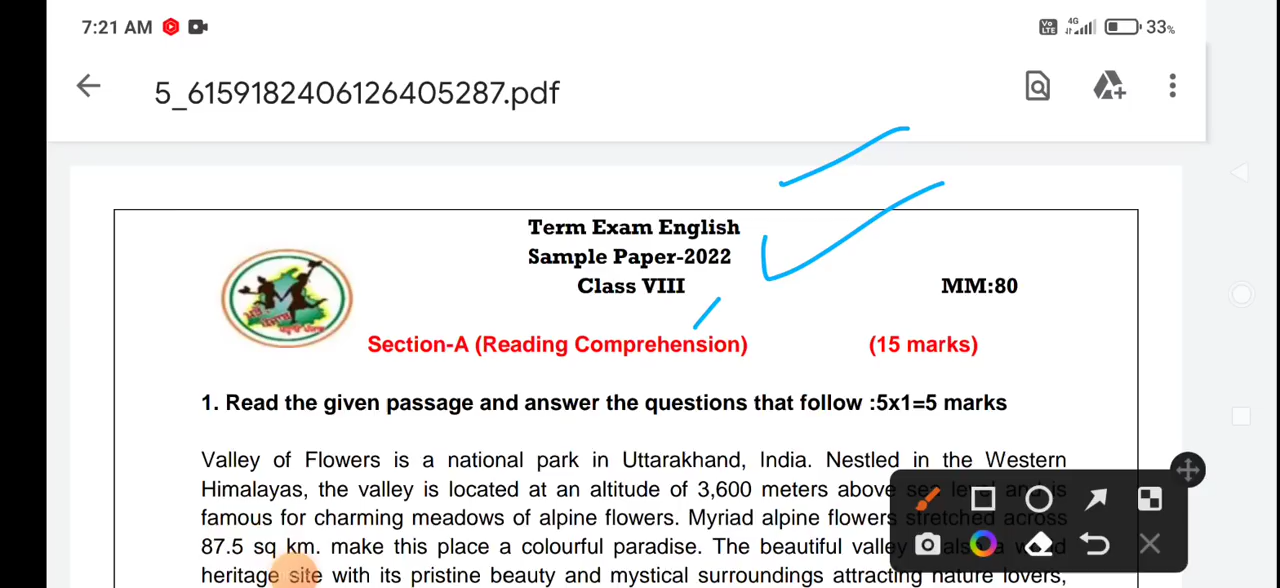 7:21 AM Vo LTE 4G 33%
5_6159182406126405287.pdf
Term Exam English
Sample Paper-2022
Class VIII MM:80
Section-A (Reading Comprehension) (15 marks)
1. Read the given passage and answer the questions that follow :5x1=5 marks
Valley of Flowers is a national park in Uttarakhand, India. Nestled in the Western
Himalayas, the valley is located at an altitude of 3,600 meters above sea level and is
famous for charming meadows of alpine flowers. Myriad alpine flowers stretched across
87.5 sq km. make this place a colourful paradise. The beautiful valley
heritage site with its pristine beauty and mystical surroundings attracting nature lovers,